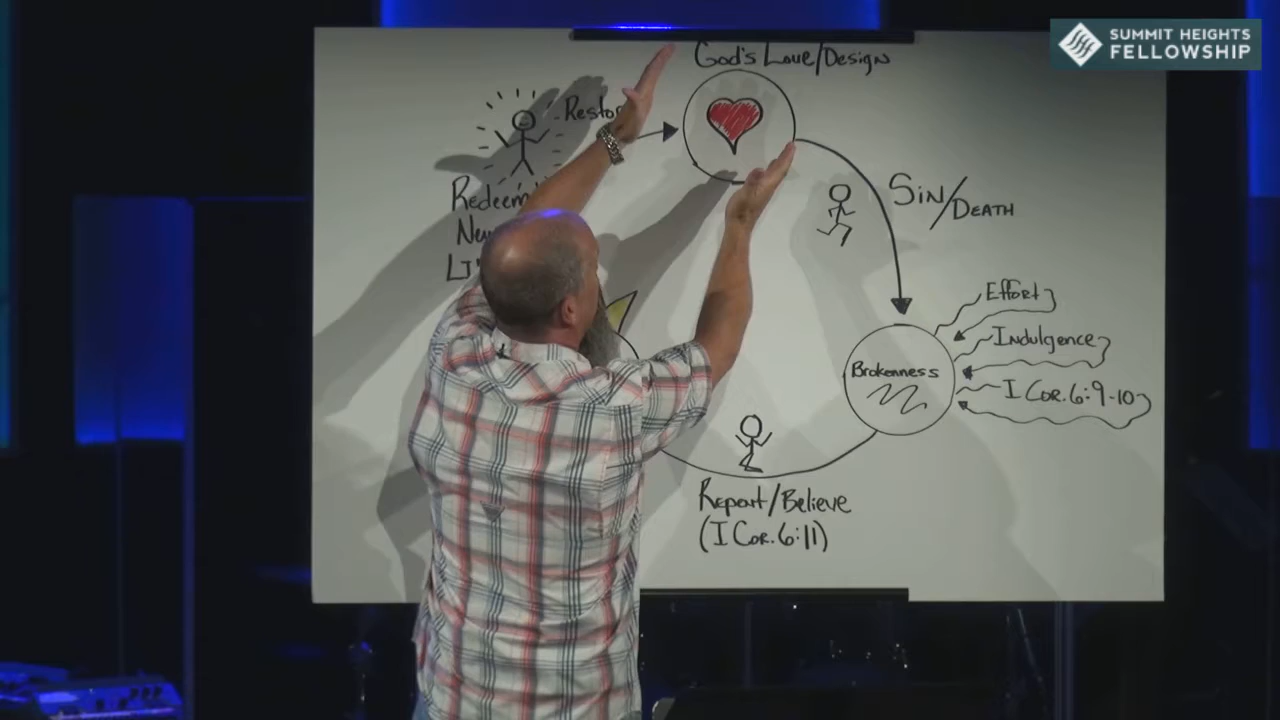 SUMMIT HEIGHTS
FELLOWSHIP
God's Love/Design
Sin/
Death
Effort
Indulgence
Brokenness
I Cor. 6:9-10
Repent/Believe
(I Cor. 6:11)